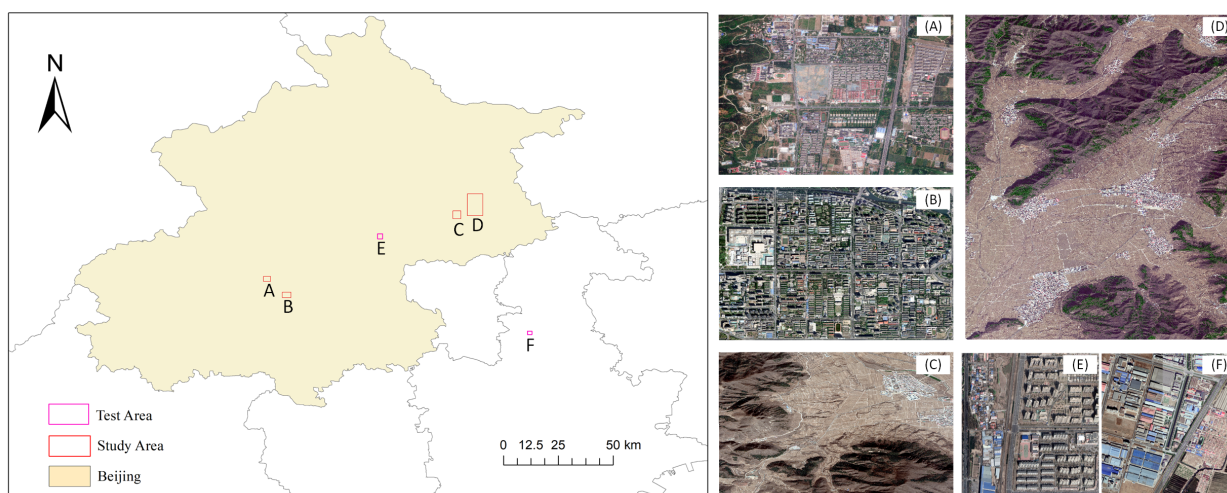 N
A
B
C
D
E
F
Test Area
Study Area
Beijing
0 12.5 25 50 km
(A)
(B)
(C)
(D)
(E)
(F)